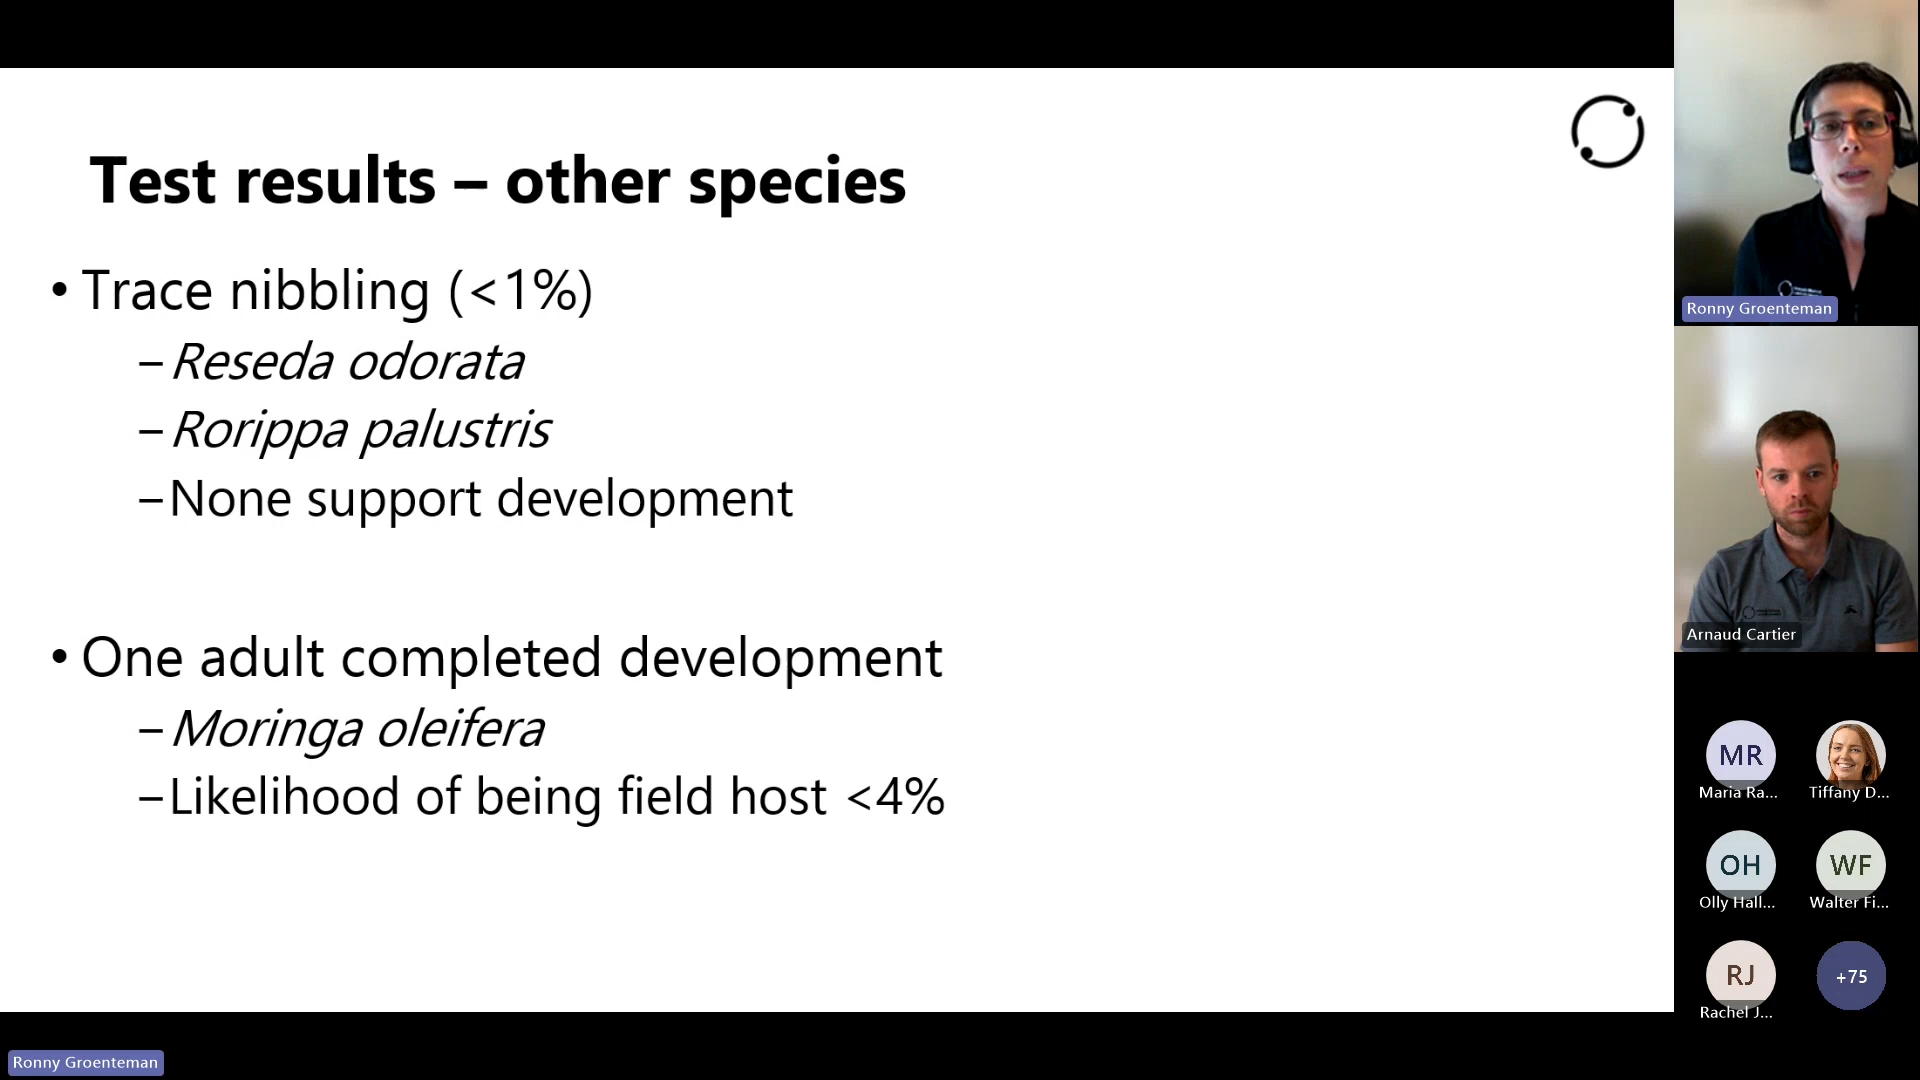 Test results – other species
• Trace nibbling (<1%)
– Reseda odorata
– Rorippa palustris
– None support development
• One adult completed development
– Moringa oleifera
– Likelihood of being field host <4%
Ronny Groenteman
Arnaud Cartier
MR
Maria Ra...
Tiffany D...
OH
Olly Hall...
WF
Walter Fi...
RJ
Rachel J...
+75
Ronny Groenteman